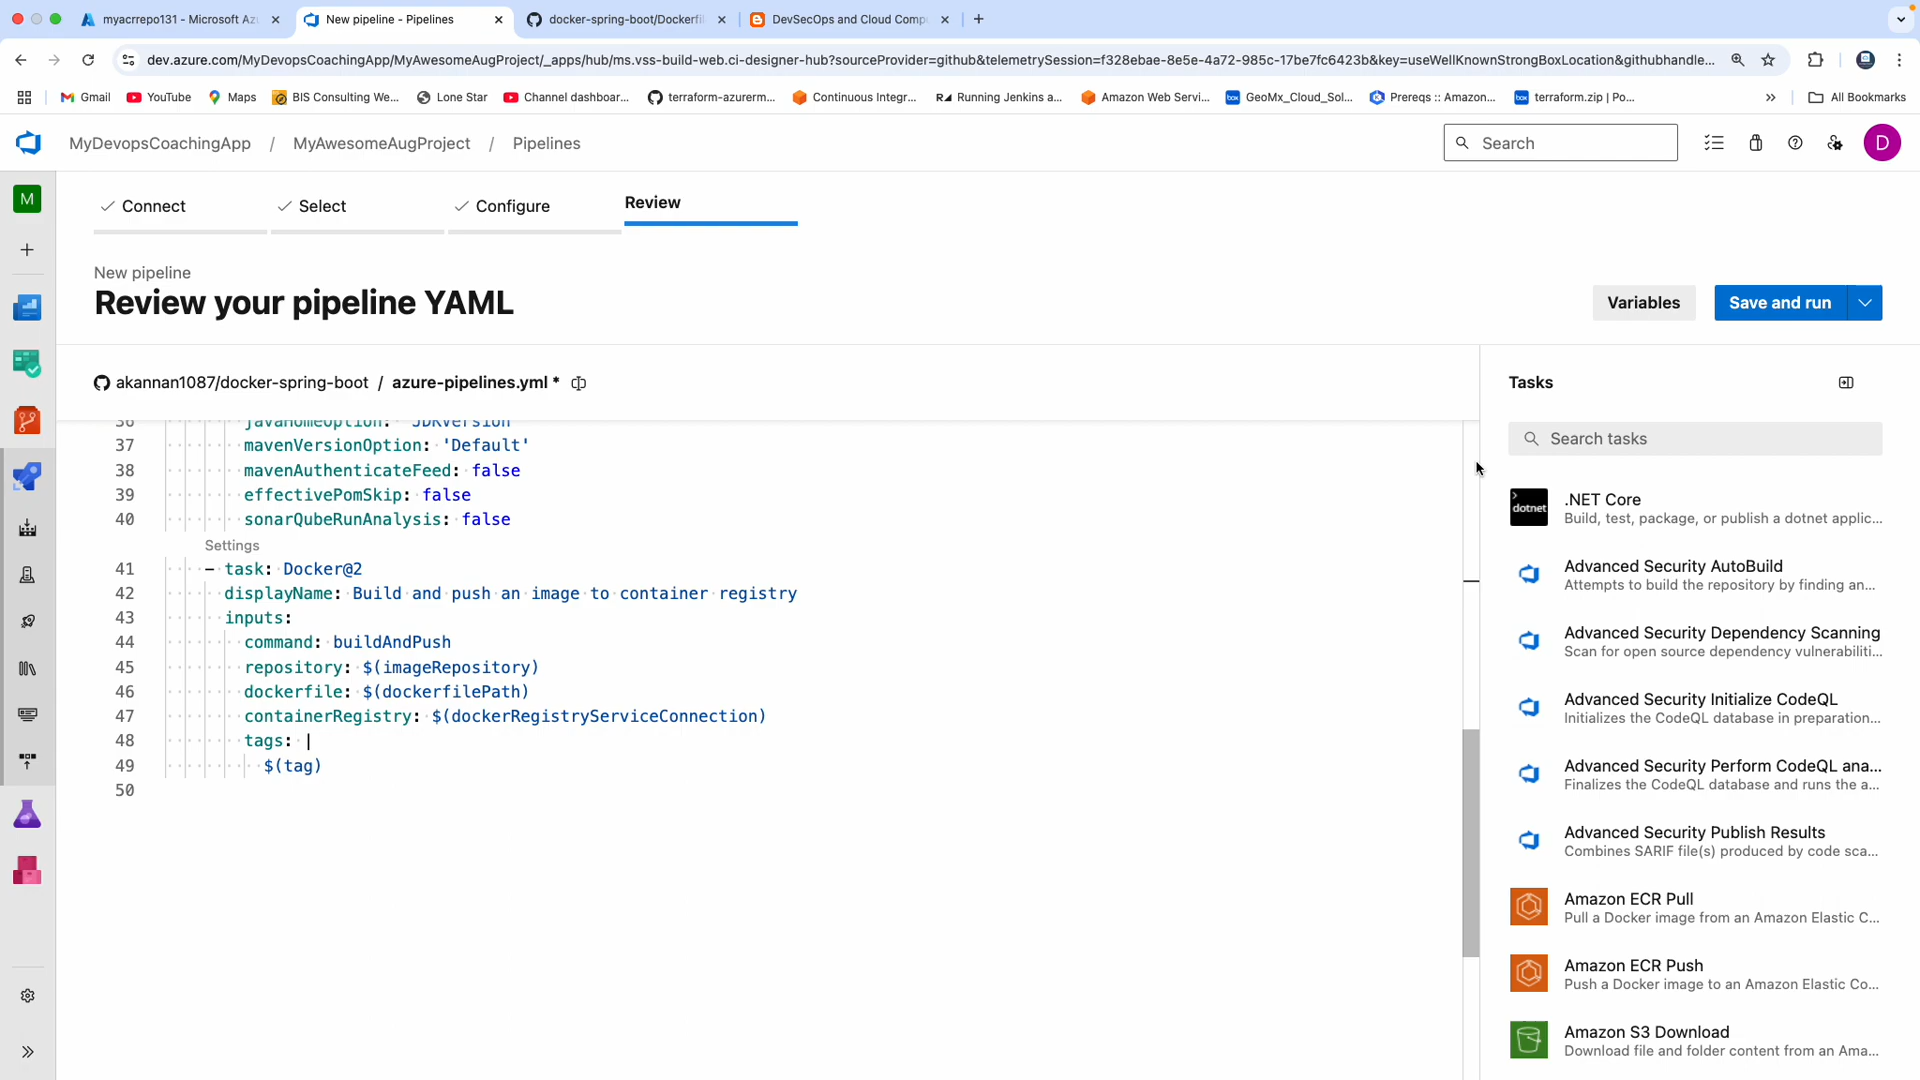 myacrrepo131 - Microsoft Az
New pipeline - Pipelines
docker-spring-boot/Dockerfil
DevSecOps and Cloud Comp
dev.azure.com/MyDevopsCoachingApp/MyAwesomeAugProject/_apps/hub/ms.vss-build-web.ci-designer-hub?sourceProvider=github&telemetrySession=f328ebae-8e5e-4a72-985c-17be7fc6423b&key=useWellKnownStrongBoxLocation&githubhandle...
Gmail
YouTube
Maps
BIS Consulting We...
Lone Star
Channel dashboar...
terraform-azurerm...
Continuous Integr...
Running Jenkins a...
Amazon Web Servi...
GeoMx_Cloud_Sol...
Prereqs :: Amazon...
terraform.zip | Po...
All Bookmarks
MyDevopsCoachingApp / MyAwesomeAugProject / Pipelines
Search
D
M
Connect
Select
Configure
Review
New pipeline
Review your pipeline YAML
Variables
Save and run
akannan1087/docker-spring-boot / azure-pipelines.yml *
36 javaHomeOption: 'JDKVersion'
37 mavenVersionOption: 'Default'
38 mavenAuthenticateFeed: false
39 effectivePomSkip: false
40 sonarQubeRunAnalysis: false
Settings
41 - task: Docker@2
42 displayName: Build and push an image to container registry
43 inputs:
44 command: buildAndPush
45 repository: $(imageRepository)
46 dockerfile: $(dockerfilePath)
47 containerRegistry: $(dockerRegistryServiceConnection)
48 tags: |
49 $(tag)
50
Tasks
Search tasks
dotnet
.NET Core
Build, test, package, or publish a dotnet applic...
Advanced Security AutoBuild
Attempts to build the repository by finding an...
Advanced Security Dependency Scanning
Scan for open source dependency vulnerabiliti...
Advanced Security Initialize CodeQL
Initializes the CodeQL database in preparation...
Advanced Security Perform CodeQL ana...
Finalizes the CodeQL database and runs the a...
Advanced Security Publish Results
Combines SARIF file(s) produced by code sca...
Amazon ECR Pull
Pull a Docker image from an Amazon Elastic C...
Amazon ECR Push
Push a Docker image to an Amazon Elastic Co...
Amazon S3 Download
Download file and folder content from an Ama...